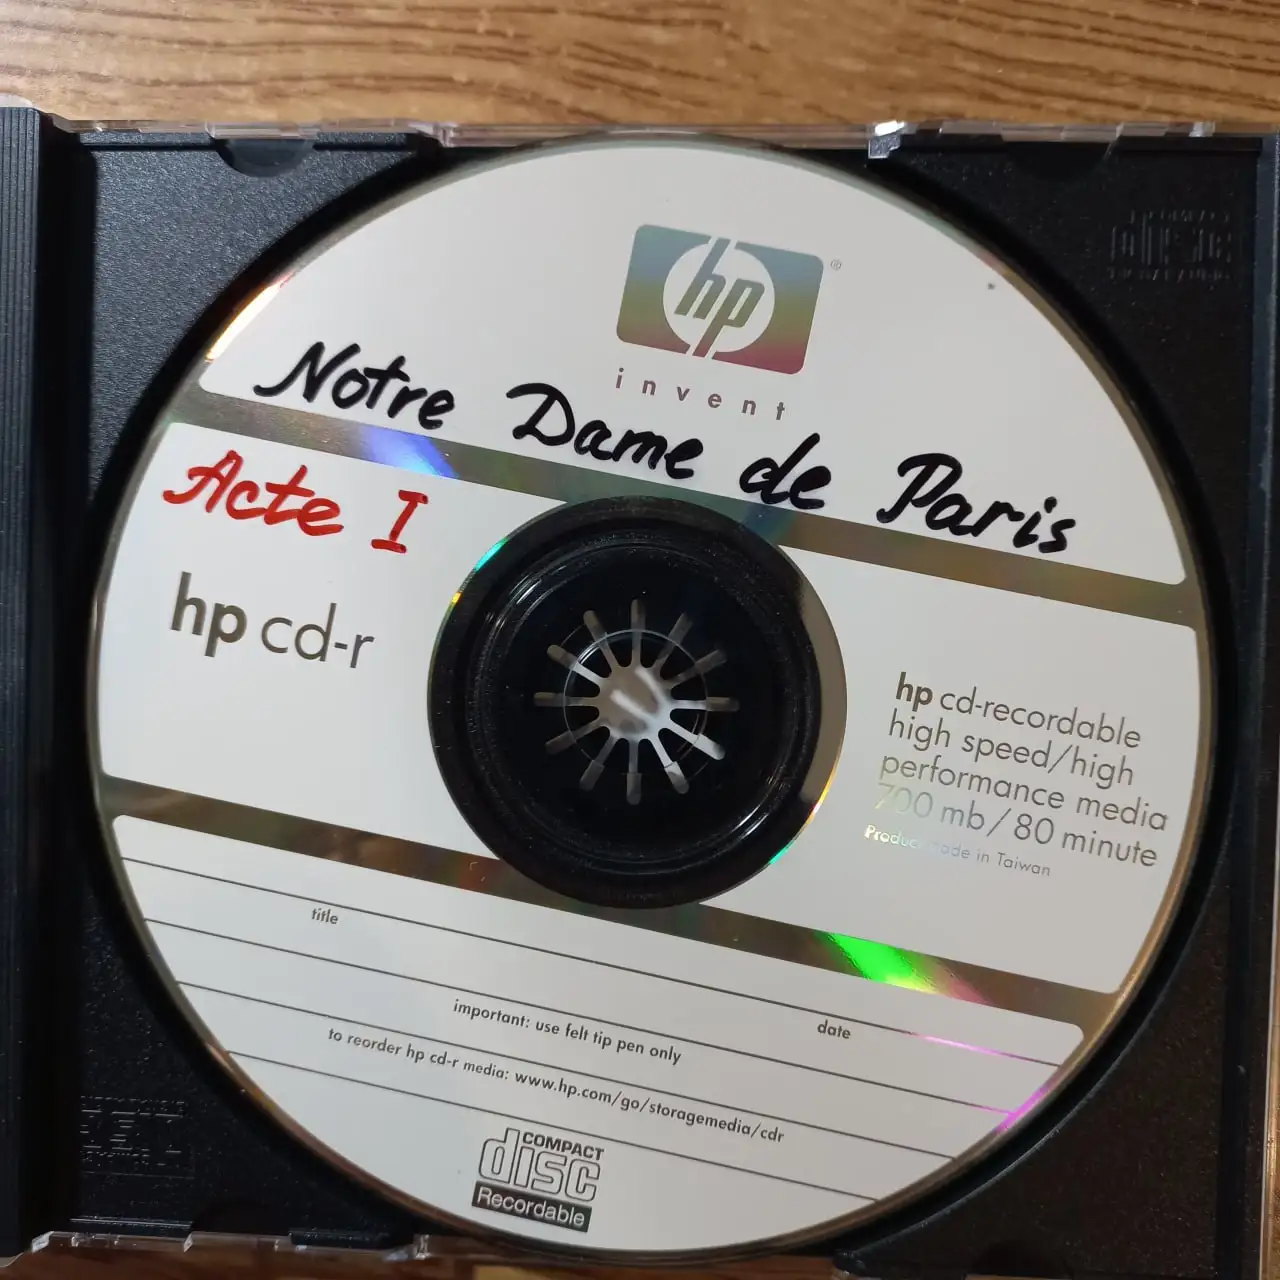 hp
invent
Notre Dame de Paris
Acte I
hp cd-r
hp cd-recordable
high speed/high
performance media
700 mb/80 minute
Product made in Taiwan
title
date
important: use felt tip pen only
to reorder hp cd-r media: www.hp.com/go/storagemedia/cdr
COMPACT
disc
Recordable